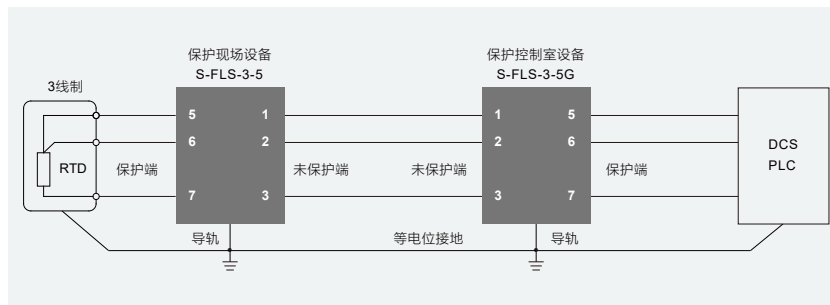 保护现场设备
S-FLS-3-5
保护控制室设备
S-FLS-3-5G
3线制
5 1
1 5
6 2
2 6
7 3
3 7
RTD
保护端
未保护端
未保护端
保护端
DCS
PLC
导轨
等电位接地
导轨